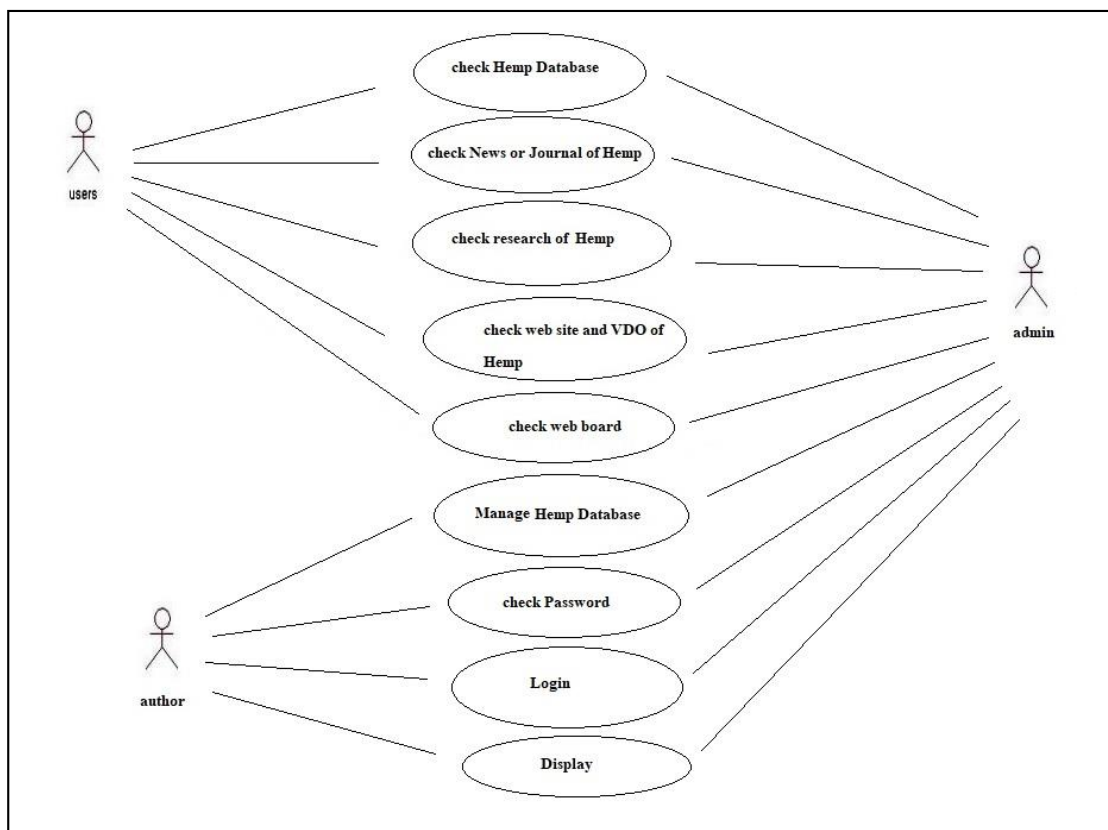 check Hemp Database
users
check News or Journal of Hemp
check research of Hemp
check web site and VDO of
Hemp
admin
check web board
Manage Hemp Database
check Password
author
Login
Display